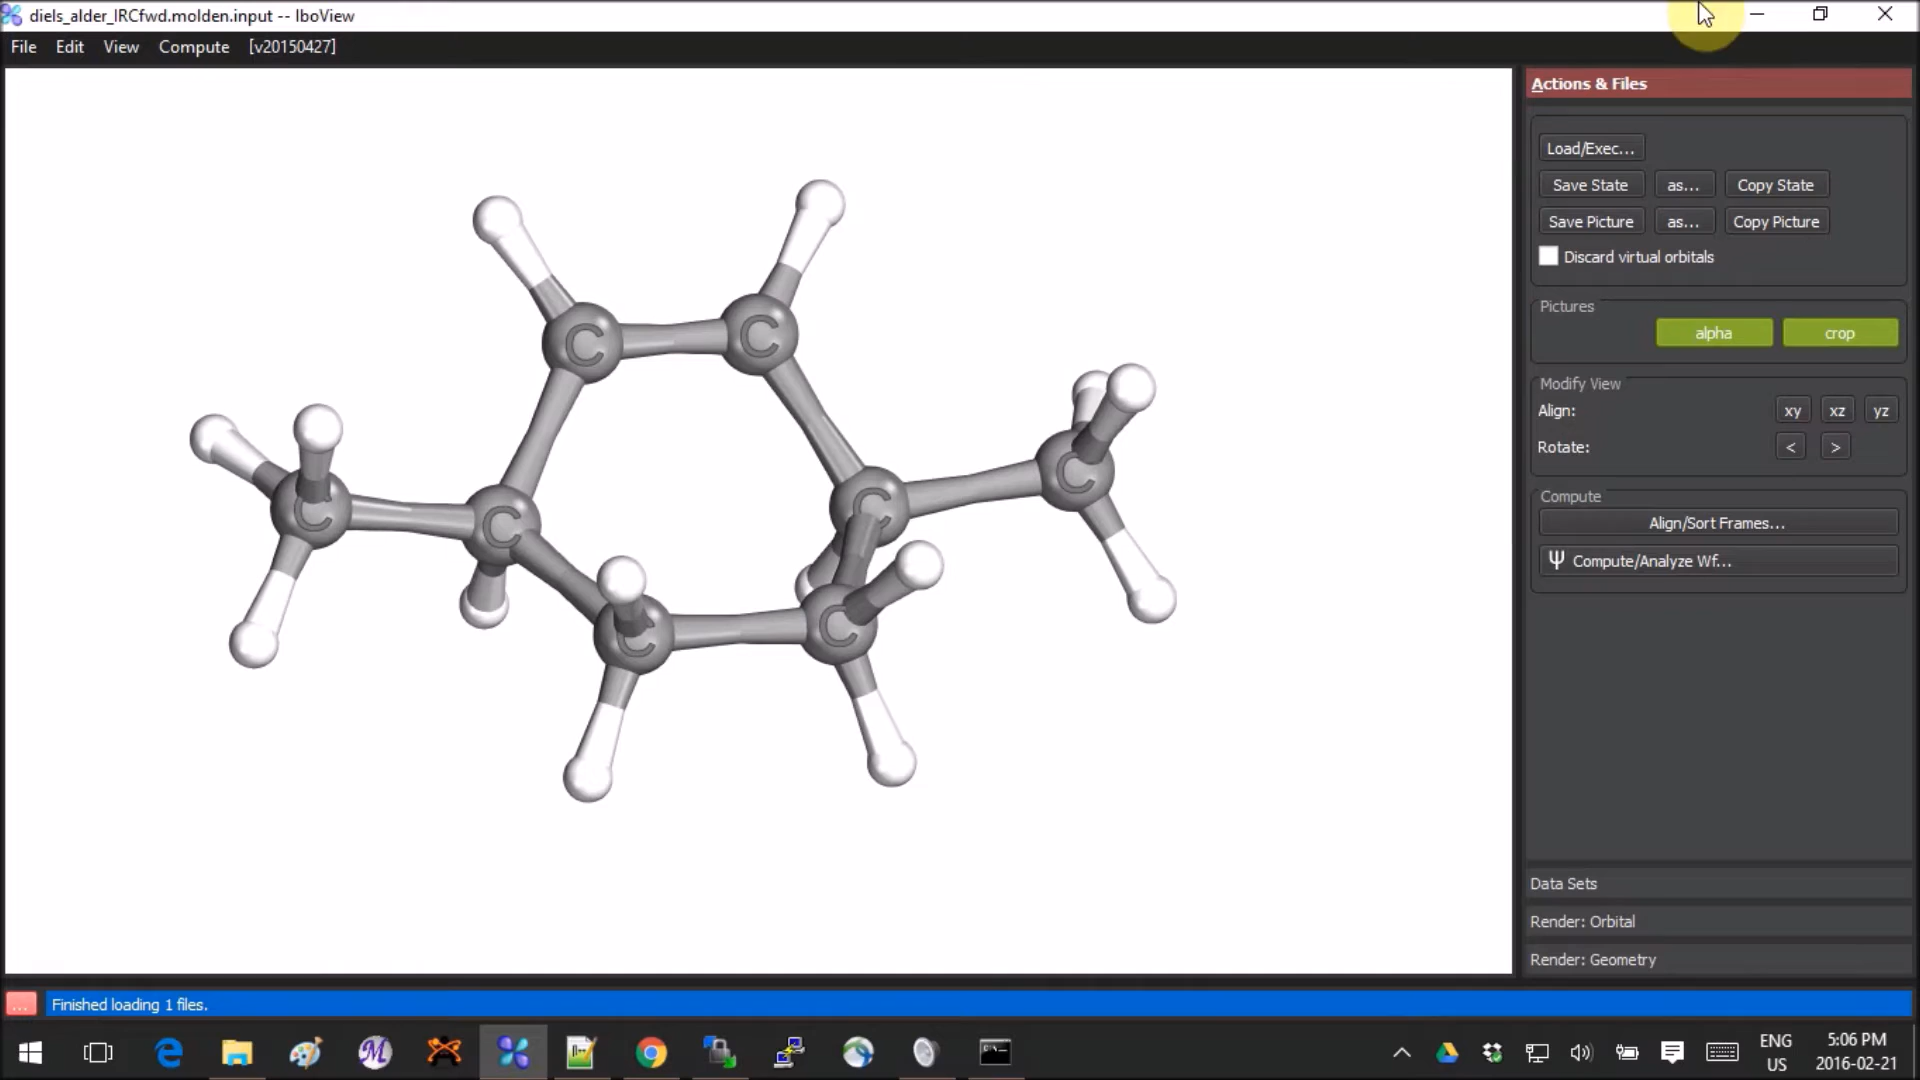 diels_alder_IRCfwd.molden.input -- IboView
File Edit View Compute [v20150427]
Actions & Files
Load/Exec...
Save State as... Copy State
Save Picture as... Copy Picture
Discard virtual orbitals
Pictures
alpha crop
Modify View
Align: xy xz yz
Rotate: < >
Compute
Align/Sort Frames...
Ψ Compute/Analyze Wf...
C C
C C
C C
C C
Data Sets
Render: Orbital
Render: Geometry
... Finished loading 1 files.
ENG 5:06 PM
US 2016-02-21